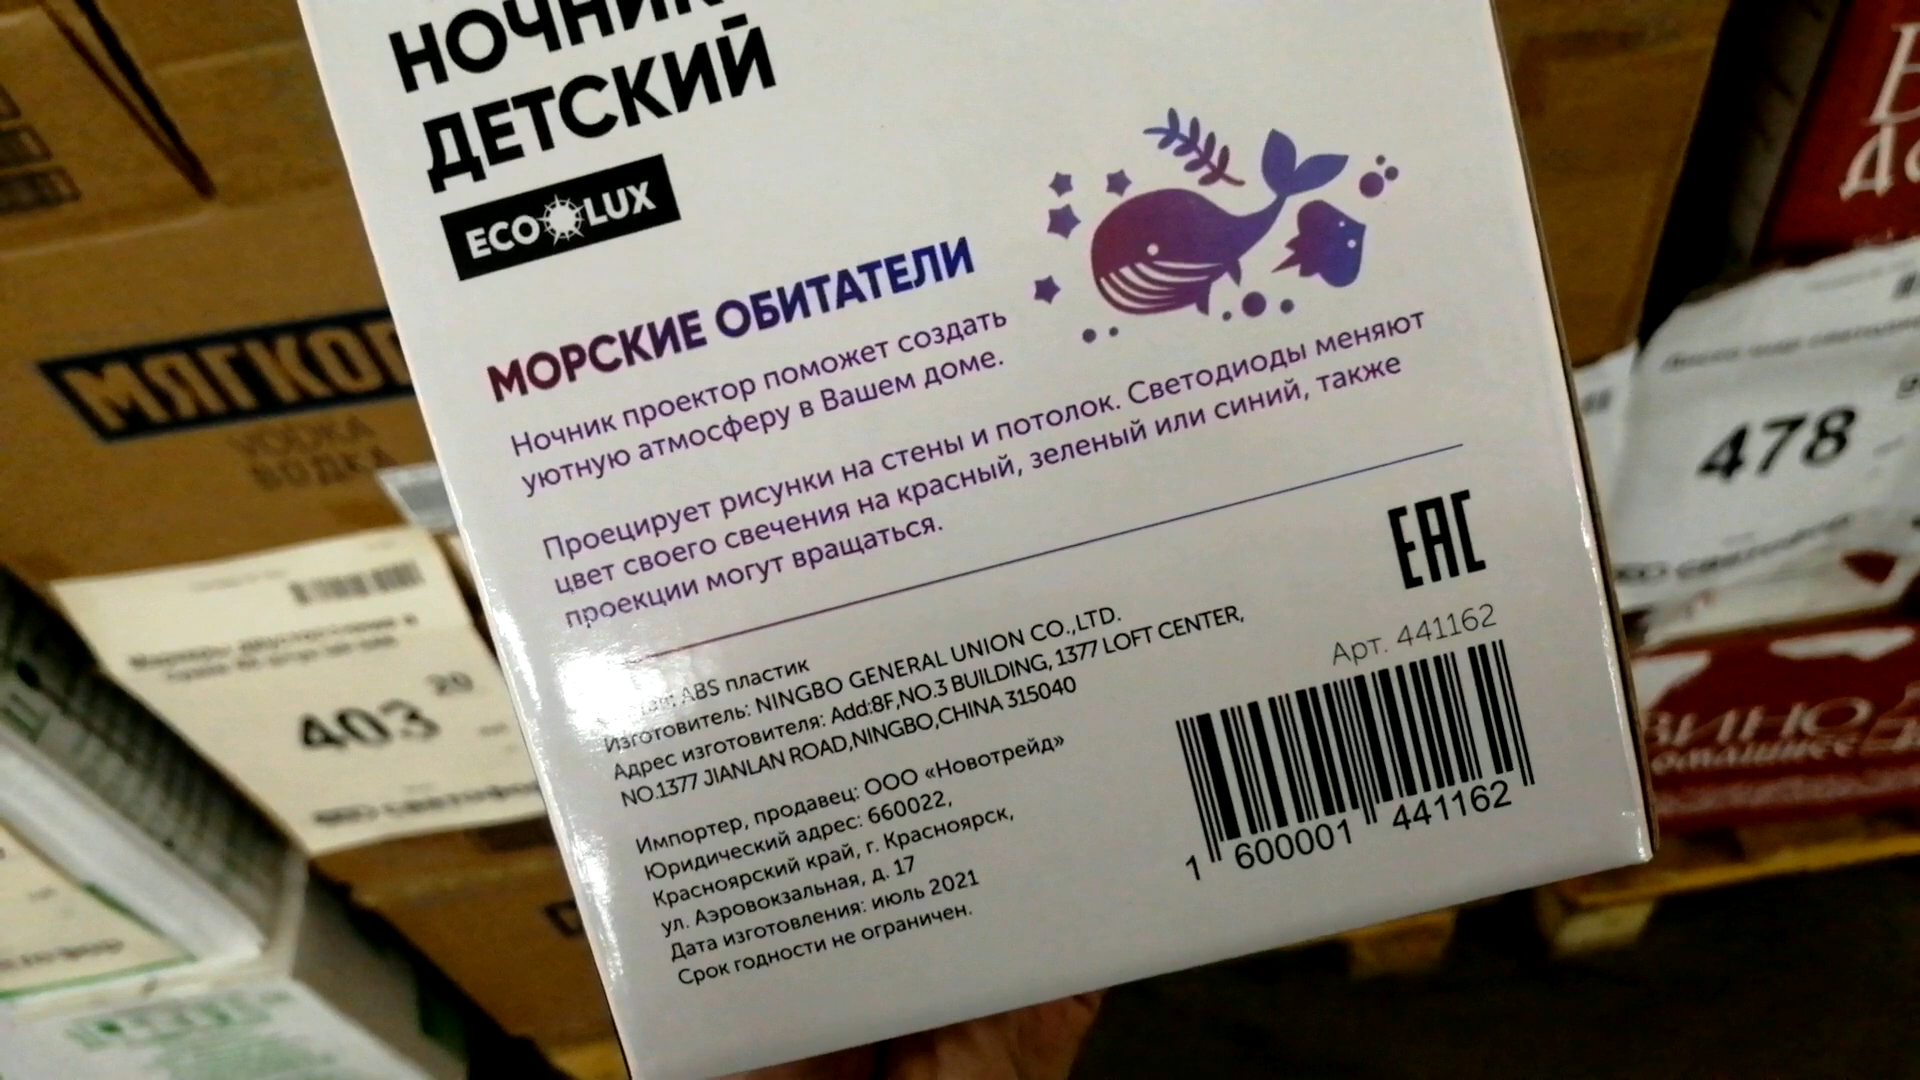 НОЧНИК
ДЕТСКИЙ
ECO LUX
МОРСКИЕ ОБИТАТЕЛИ
Ночник проектор поможет создать
уютную атмосферу в Вашем доме.
Проецирует рисунки на стены и потолок. Светодиоды меняют
цвет своего свечения на красный, зеленый или синий, также
проекции могут вращаться.
EAC
ABS пластик
Изготовитель: NINGBO GENERAL UNION CO.,LTD.
Адрес изготовителя: Add:8F,NO.3 BUILDING, 1377 LOFT CENTER,
NO.1377 JIANLAN ROAD,NINGBO,CHINA 315040
Импортер, продавец: ООО «Новотрейд»
Юридический адрес: 660022,
Красноярский край, г. Красноярск,
ул. Аэровокзальная, д. 17
Дата изготовления: июль 2021
Срок годности не ограничен.
Арт. 441162
1 600001 441162
VODKA
ВОДКА
403 20
478
ВИНО